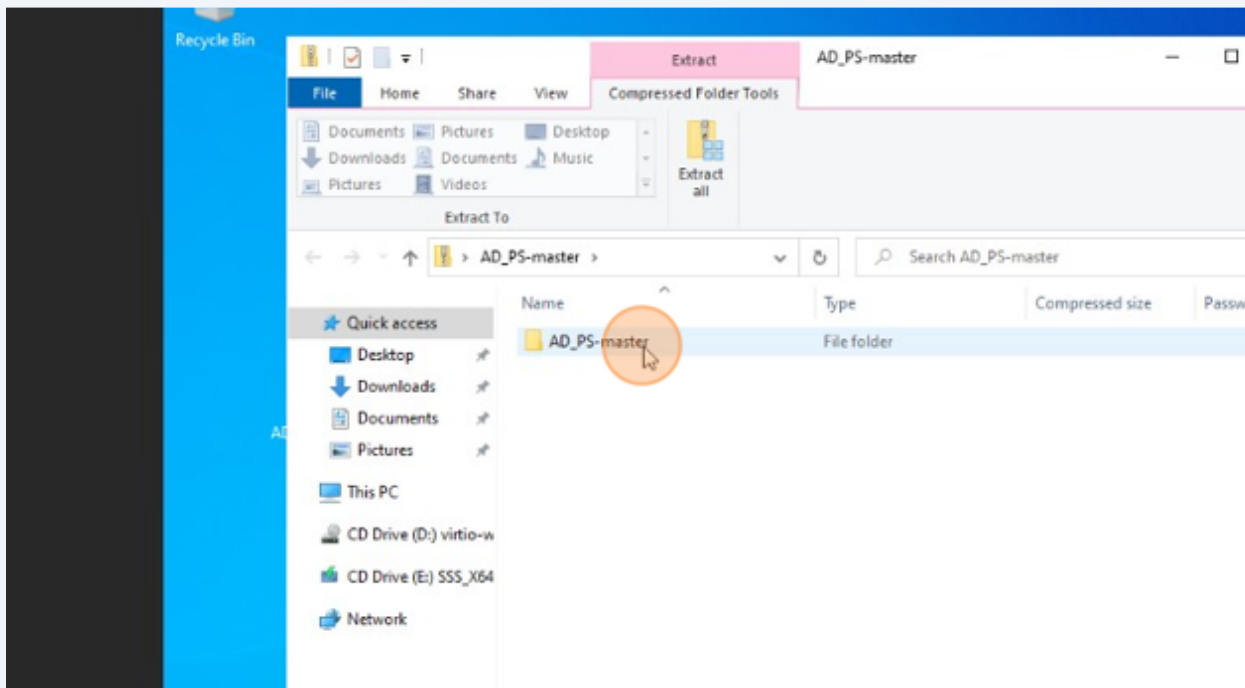 Recycle Bin
Extract
AD_PS-master
File Home Share View Compressed Folder Tools
Documents Pictures Desktop
Downloads Documents Music
Pictures Videos
Extract all
Extract To
AD_PS-master
Search AD_PS-master
Name Type Compressed size
Quick access
AD_PS-master File folder
Desktop
Downloads
Documents
Pictures
This PC
CD Drive (D:) virtio-w
CD Drive (E:) SSS_X64
Network